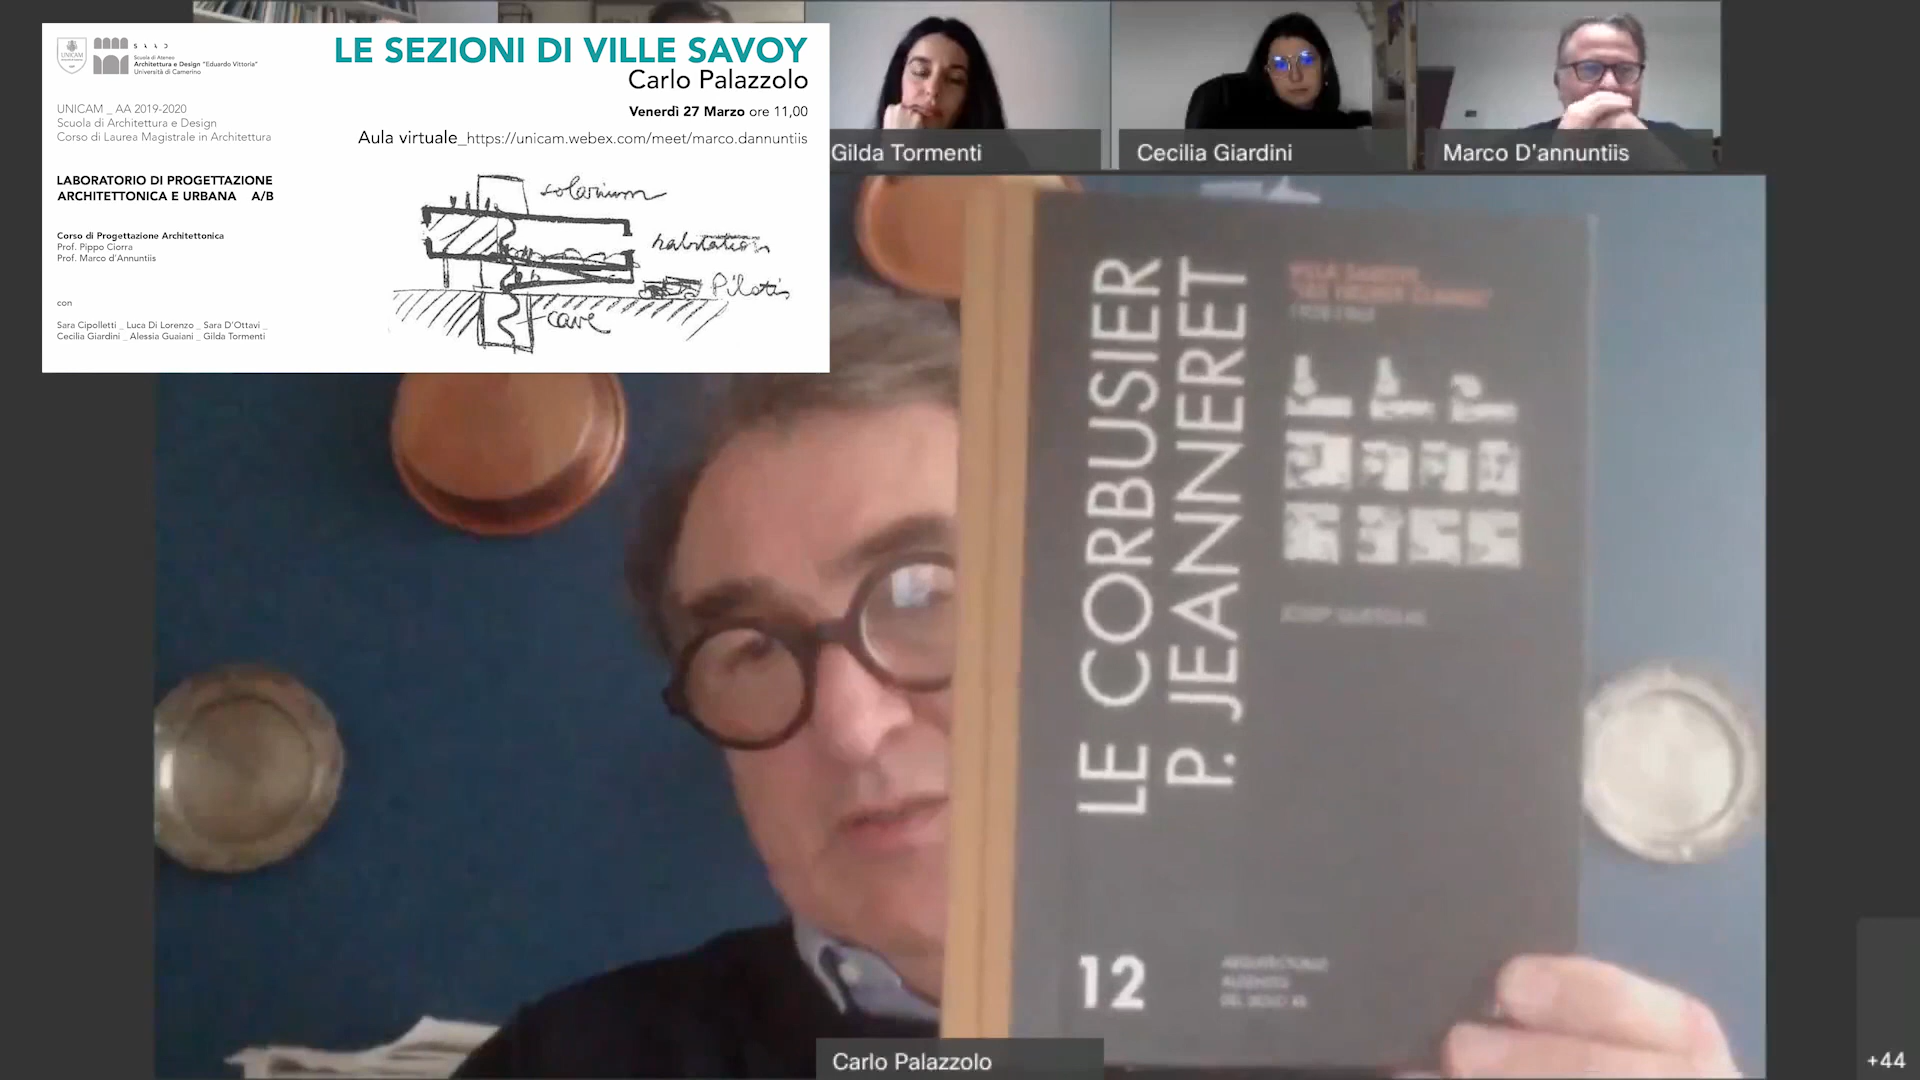 UNICAM
SAAD
Scuola di Ateneo
Architettura e Design "Eduardo Vittoria"
Università di Camerino
UNICAM _ AA 2019-2020
Scuola di Architettura e Design
Corso di Laurea Magistrale in Architettura
LABORATORIO DI PROGETTAZIONE
ARCHITETTONICA E URBANA A/B
Corso di Progettazione Architettonica
Prof. Pippo Ciorra
Prof. Marco d'Annuntiis
con
Sara Cipolletti _ Luca Di Lorenzo _ Sara D'Ottavi _
Cecilia Giardini _ Alessia Guaiani _ Gilda Tormenti
LE SEZIONI DI VILLE SAVOY
Carlo Palazzolo
Venerdì 27 Marzo ore 11,00
Aula virtuale_https://unicam.webex.com/meet/marco.dannuntiis
solarium
habitation
Pilotis
cave
Gilda Tormenti
Cecilia Giardini
Marco D'annuntiis
LE CORBUSIER
P. JEANNERET
12
Carlo Palazzolo
+44